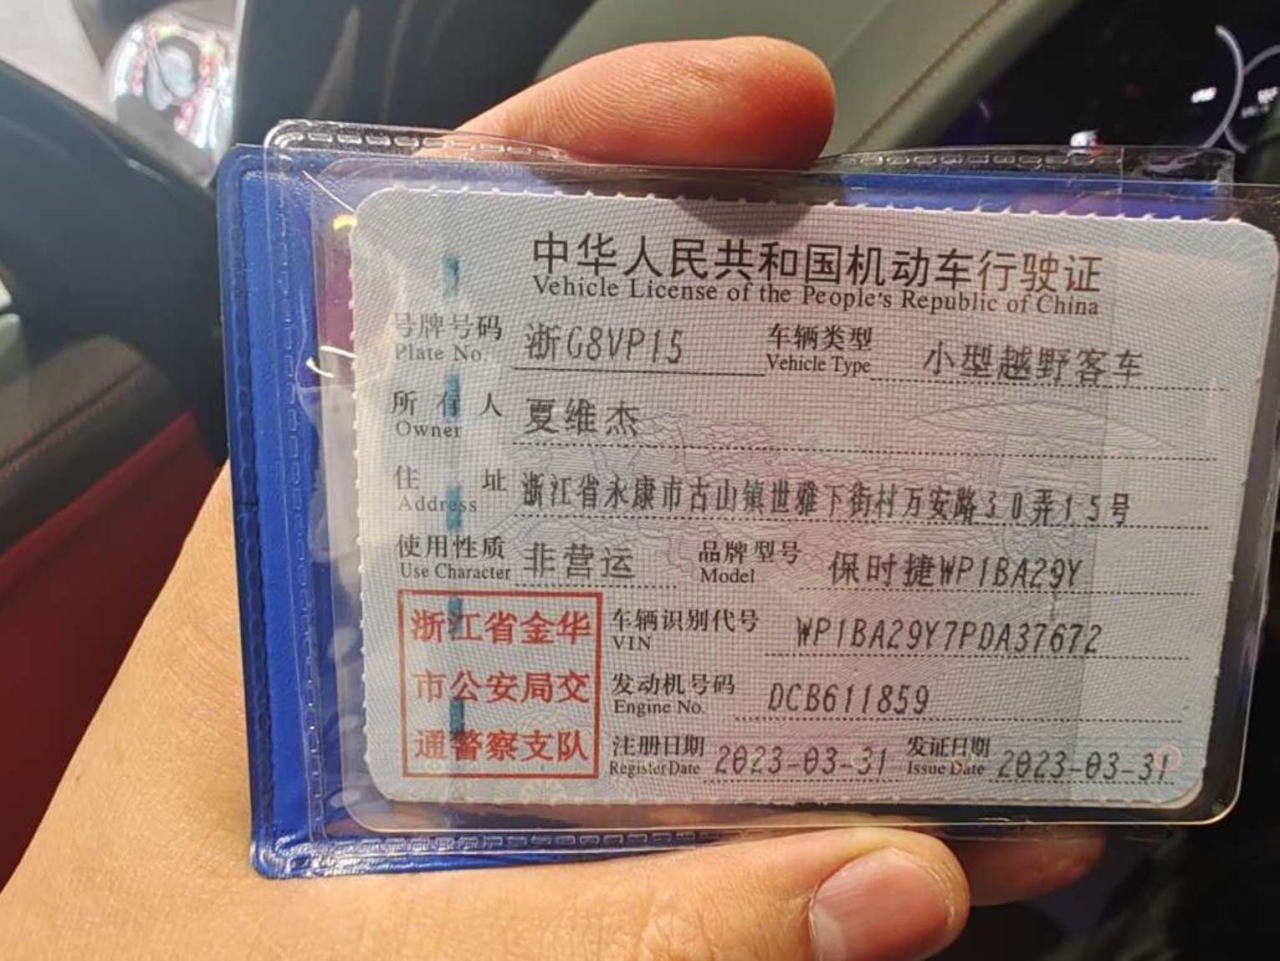 中华人民共和国机动车行驶证
Vehicle License of the People's Republic of China
号牌号码 浙G8VP15 车辆类型 小型越野客车
Plate No. Vehicle Type
所有人 夏维杰
Owner
住址 浙江省永康市古山镇世雅下街村万安路30弄15号
Address
使用性质 非营运 品牌型号 保时捷WP1BA29Y
Use Character Model
浙江省金华
市公安局交
通警察支队
车辆识别代号 WP1BA29Y7PDA37672
VIN
发动机号码 DCB611859
Engine No.
注册日期 2023-03-31 发证日期 2023-03-31
Register Date Issue Date